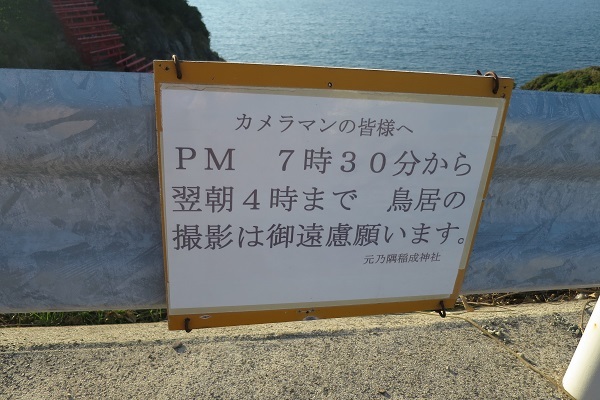 カメラマンの皆様へ
PM　7時30分から
翌朝4時まで　鳥居の
撮影は御遠慮願います。
元乃隅稲成神社